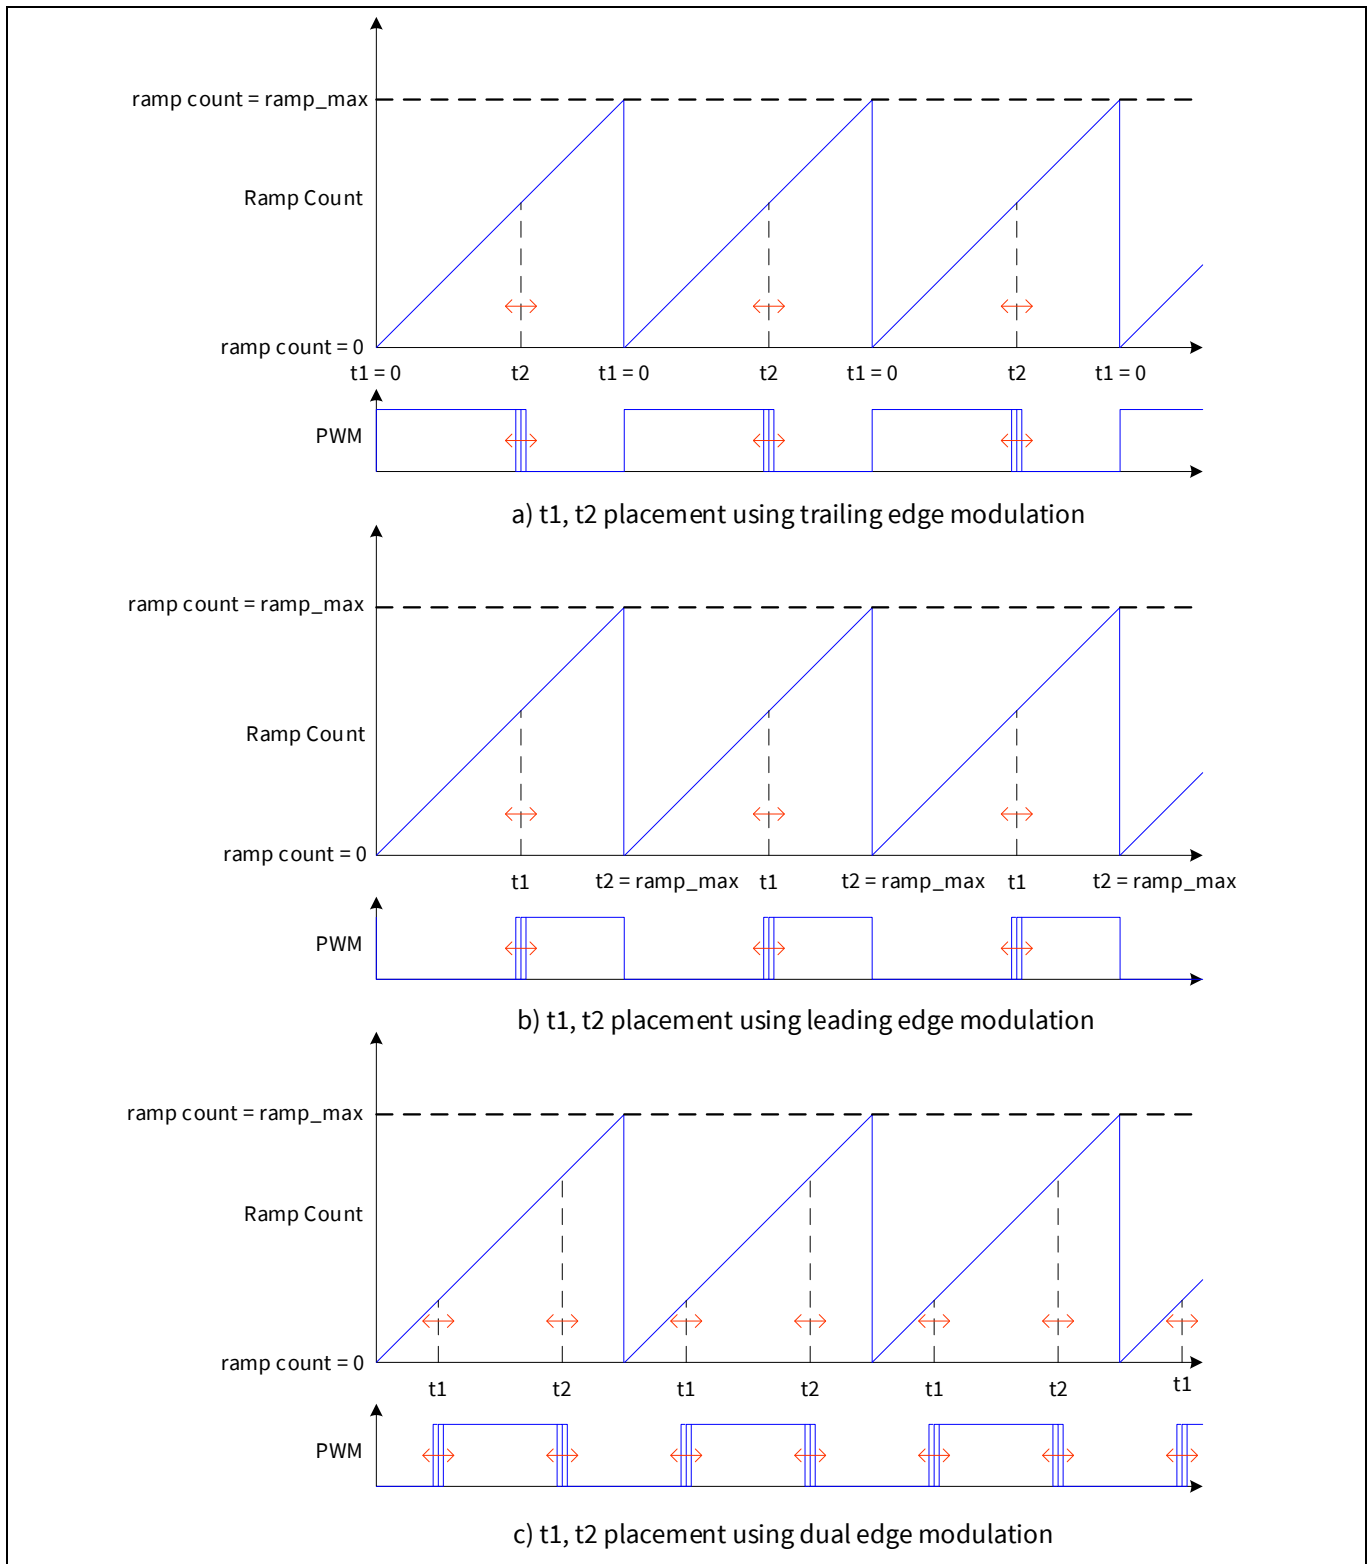 ramp count = ramp_max
Ramp Count
ramp count = 0
t1 = 0 t2 t1 = 0 t2 t1 = 0 t2 t1 = 0
PWM
a) t1, t2 placement using trailing edge modulation
ramp count = ramp_max
Ramp Count
ramp count = 0
t1 t2 = ramp_max t1 t2 = ramp_max t1 t2 = ramp_max
PWM
b) t1, t2 placement using leading edge modulation
ramp count = ramp_max
Ramp Count
ramp count = 0
t1 t2 t1 t2 t1 t2 t1
PWM
c) t1, t2 placement using dual edge modulation